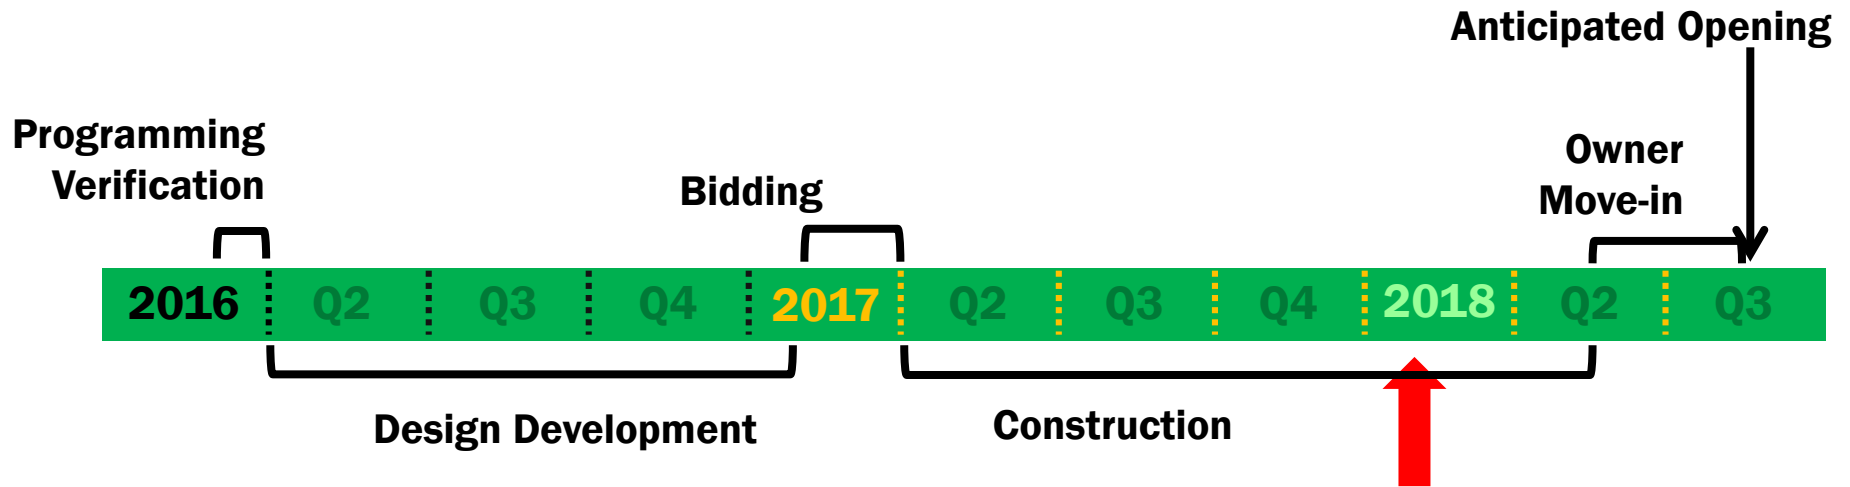 Anticipated Opening
Programming
Verification
Bidding
Owner
Move-in
2016 Q2 Q3 Q4 2017 Q2 Q3 Q4 2018 Q2 Q3
Design Development
Construction